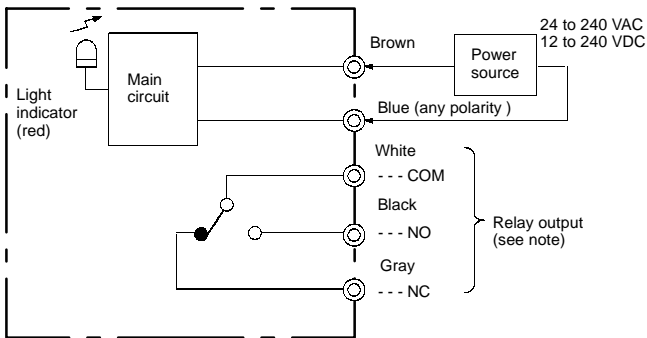 24 to 240 VAC
12 to 240 VDC
Brown
Power
source
Main
circuit
Light
indicator
(red)
Blue (any polarity )
White
- - - COM
Black
- - - NO
Relay output
(see note)
Gray
- - - NC